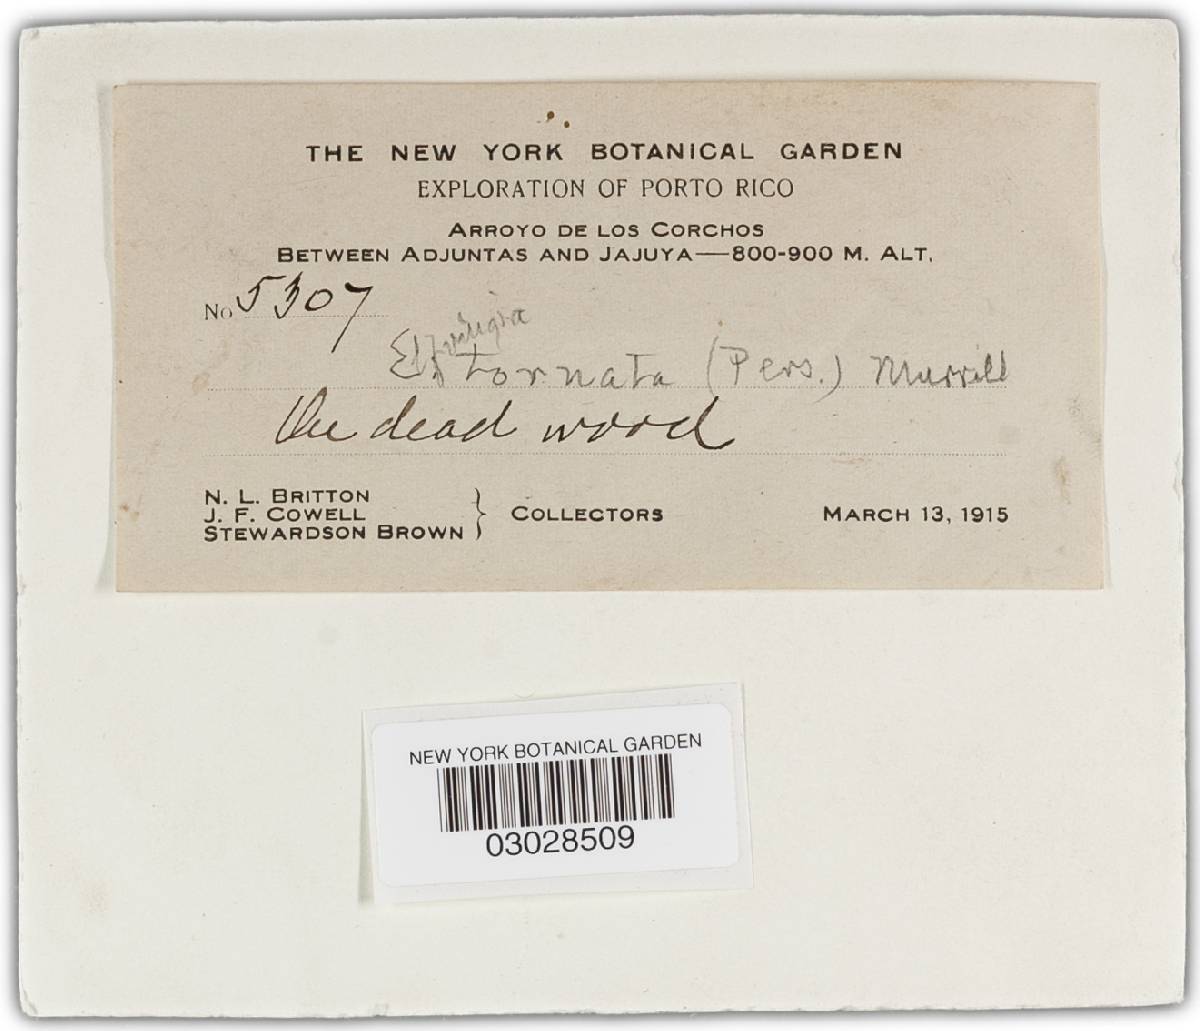 THE NEW YORK BOTANICAL GARDEN
EXPLORATION OF PORTO RICO
ARROYO DE LOS CORCHOS
BETWEEN ADJUNTAS AND JAJUYA—800-900 M. ALT.
No 5307
Elfvingia tornata (Pers.) Murrill
On dead wood
N. L. BRITTON
J. F. COWELL
STEWARDSON BROWN } COLLECTORS MARCH 13, 1915
NEW YORK BOTANICAL GARDEN
03028509